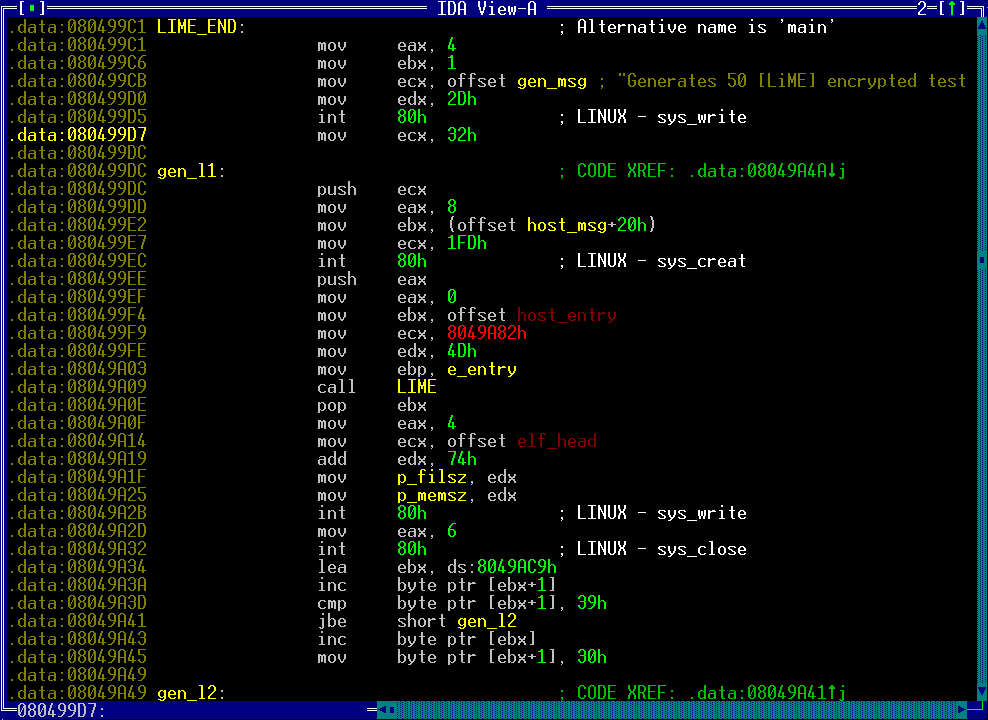 [▪] IDA View-A 2 [↑]
.data:080499C1 LIME_END: ; Alternative name is 'main'
.data:080499C1 mov eax, 4
.data:080499C6 mov ebx, 1
.data:080499CB mov ecx, offset gen_msg ; "Generates 50 [LiME] encrypted test
.data:080499D0 mov edx, 2Dh
.data:080499D5 int 80h ; LINUX - sys_write
.data:080499D7 mov ecx, 32h
.data:080499DC
.data:080499DC gen_l1: ; CODE XREF: .data:08049A4A↓j
.data:080499DC push ecx
.data:080499DD mov eax, 8
.data:080499E2 mov ebx, (offset host_msg+20h)
.data:080499E7 mov ecx, 1FDh
.data:080499EC int 80h ; LINUX - sys_creat
.data:080499EE push eax
.data:080499EF mov eax, 0
.data:080499F4 mov ebx, offset host_entry
.data:080499F9 mov ecx, 8049A82h
.data:080499FE mov edx, 4Dh
.data:08049A03 mov ebp, e_entry
.data:08049A09 call LIME
.data:08049A0E pop ebx
.data:08049A0F mov eax, 4
.data:08049A14 mov ecx, offset elf_head
.data:08049A19 add edx, 74h
.data:08049A1F mov p_filsz, edx
.data:08049A25 mov p_memsz, edx
.data:08049A2B int 80h ; LINUX - sys_write
.data:08049A2D mov eax, 6
.data:08049A32 int 80h ; LINUX - sys_close
.data:08049A34 lea ebx, ds:8049AC9h
.data:08049A3A inc byte ptr [ebx+1]
.data:08049A3D cmp byte ptr [ebx+1], 39h
.data:08049A41 jbe short gen_l2
.data:08049A43 inc byte ptr [ebx]
.data:08049A45 mov byte ptr [ebx+1], 30h
.data:08049A49
.data:08049A49 gen_l2: ; CODE XREF: .data:08049A41↑j
080499D7: